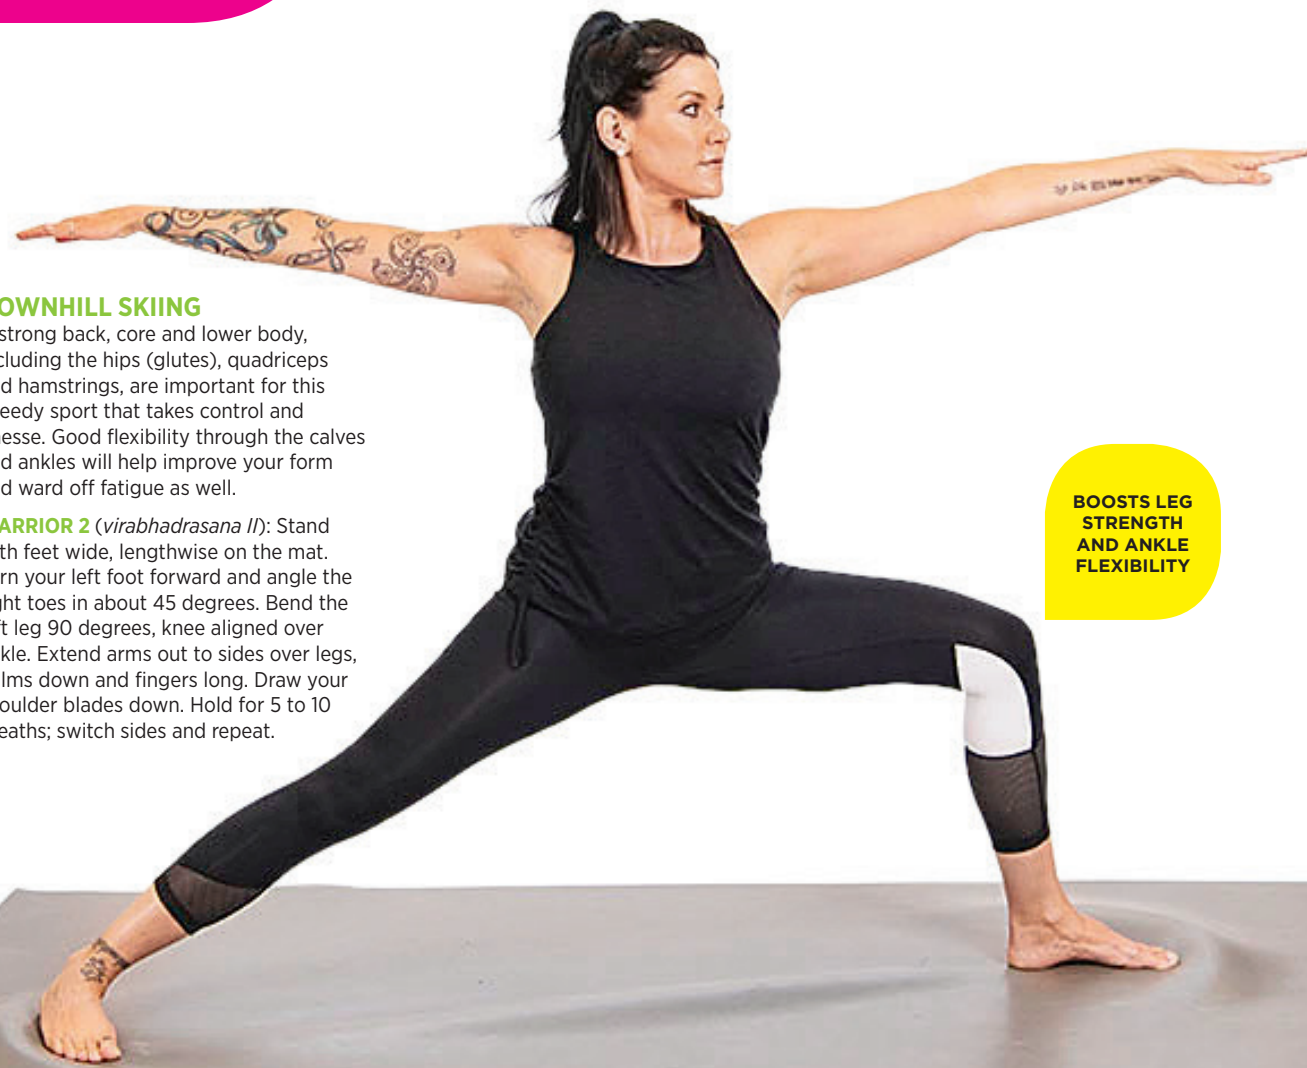 OWNHILL SKIING
strong back, core and lower body,
cluding the hips (glutes), quadriceps
d hamstrings, are important for this
eedy sport that takes control and
esse. Good flexibility through the calves
d ankles will help improve your form
d ward off fatigue as well.
ARRIOR 2 (virabhadrasana II): Stand
th feet wide, lengthwise on the mat.
rn your left foot forward and angle the
ght toes in about 45 degrees. Bend the
ft leg 90 degrees, knee aligned over
kle. Extend arms out to sides over legs,
lms down and fingers long. Draw your
oulder blades down. Hold for 5 to 10
eaths; switch sides and repeat.
BOOSTS LEG
STRENGTH
AND ANKLE
FLEXIBILITY